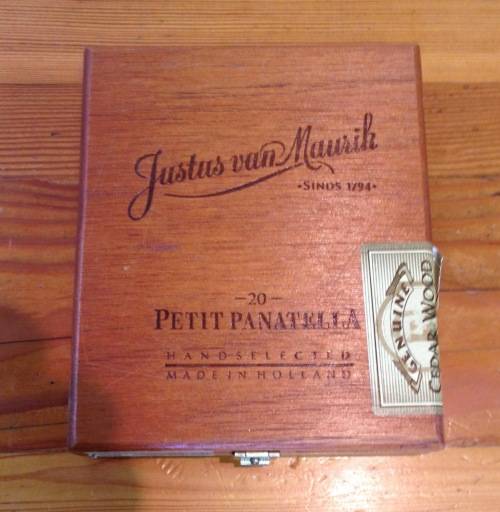 Justus van Maurik
•SINDS 1794•
–20–
PETIT PANATELLA
HANDSELECTED
MADE IN HOLLAND
GENUINE
CEDAR WOOD